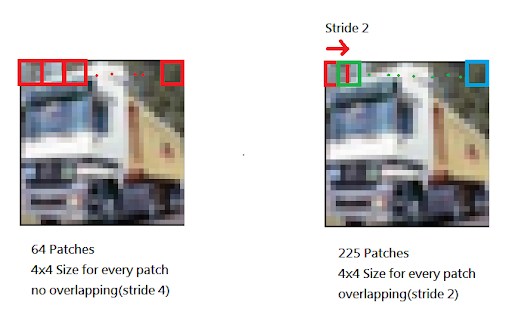 Stride 2
64 Patches
4x4 Size for every patch
no overlapping(stride 4)
225 Patches
4x4 Size for every patch
overlapping(stride 2)